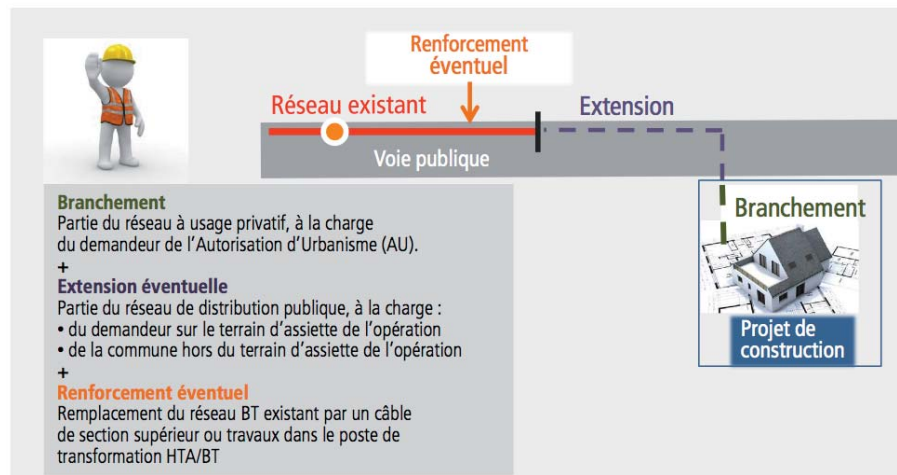 Renforcement
éventuel
Réseau existant
Extension
Voie publique
Branchement
Projet de
construction
Branchement
Partie du réseau à usage privatif, à la charge
du demandeur de l'Autorisation d'Urbanisme (AU).
+
Extension éventuelle
Partie du réseau de distribution publique, à la charge :
• du demandeur sur le terrain d'assiette de l'opération
• de la commune hors du terrain d'assiette de l'opération
+
Renforcement éventuel
Remplacement du réseau BT existant par un câble
de section supérieur ou travaux dans le poste de
transformation HTA/BT